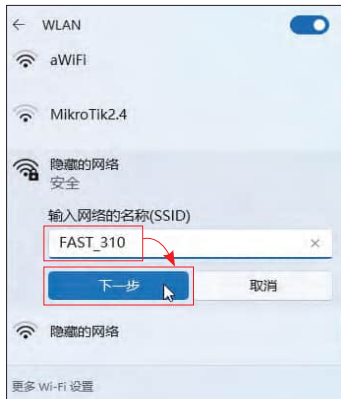 ← WLAN
aWiFi
MikroTik2.4
隐藏的网络
安全
输入网络的名称(SSID)
FAST_310 ×
下一步 取消
隐藏的网络
更多 Wi-Fi 设置